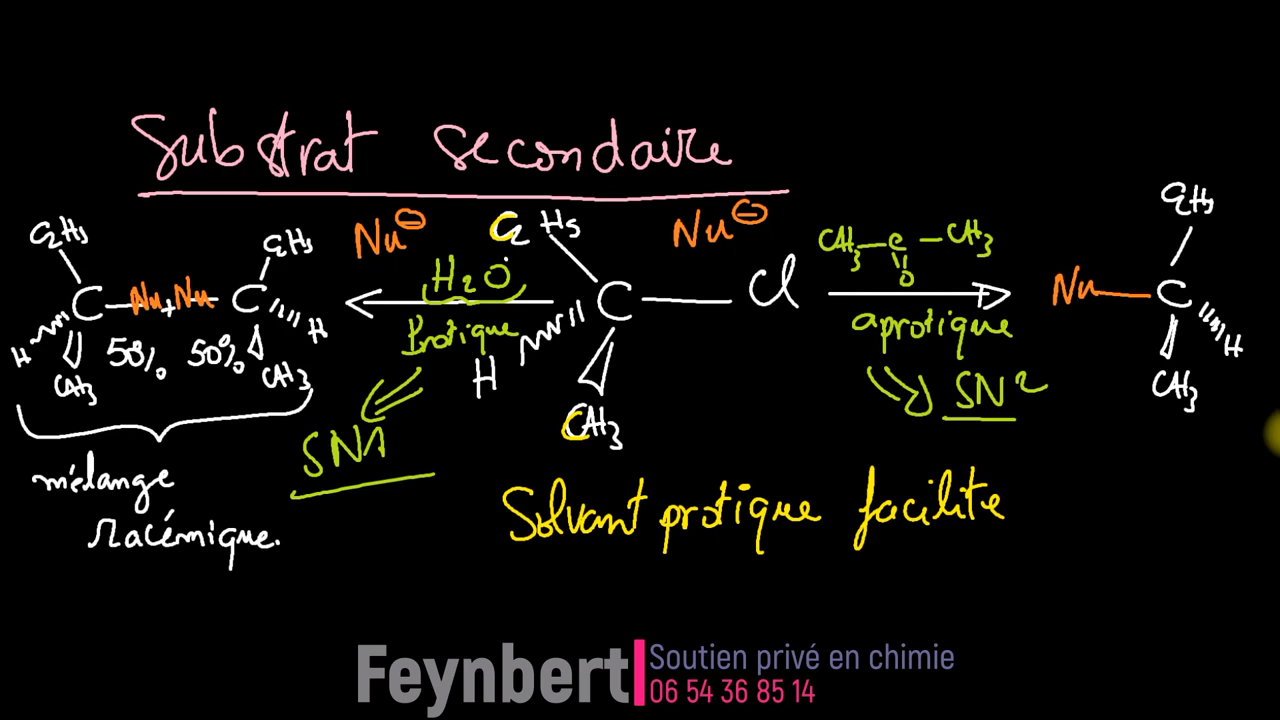 Substrat secondaire
C2H5
C2H5
Nu⊖
C2H5
Nu⊖
CH3—C—CH3
O
C2H5
H2O
C—Nu + Nu—C
C—Cl
Nu—C
Protique
aprotique
H
50%
50%
H
H
H
CH3
CH3
SN2
CH3
SN1
CH3
mélange
racémique.
Solvant protique facilite
Feynbert
Soutien privé en chimie
06 54 36 85 14